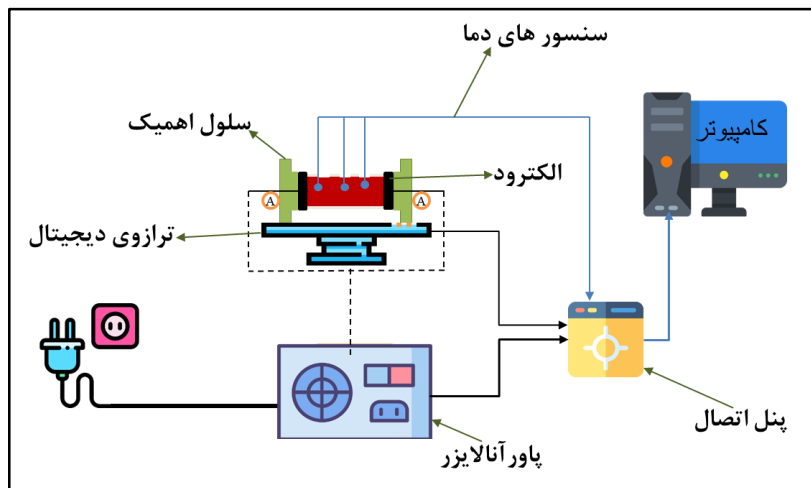 سنسور های دما
کامپیوتر
سلول اهمیک
الکترود
A
A
ترازوی دیجیتال
پنل اتصال
پاورآنالایزر